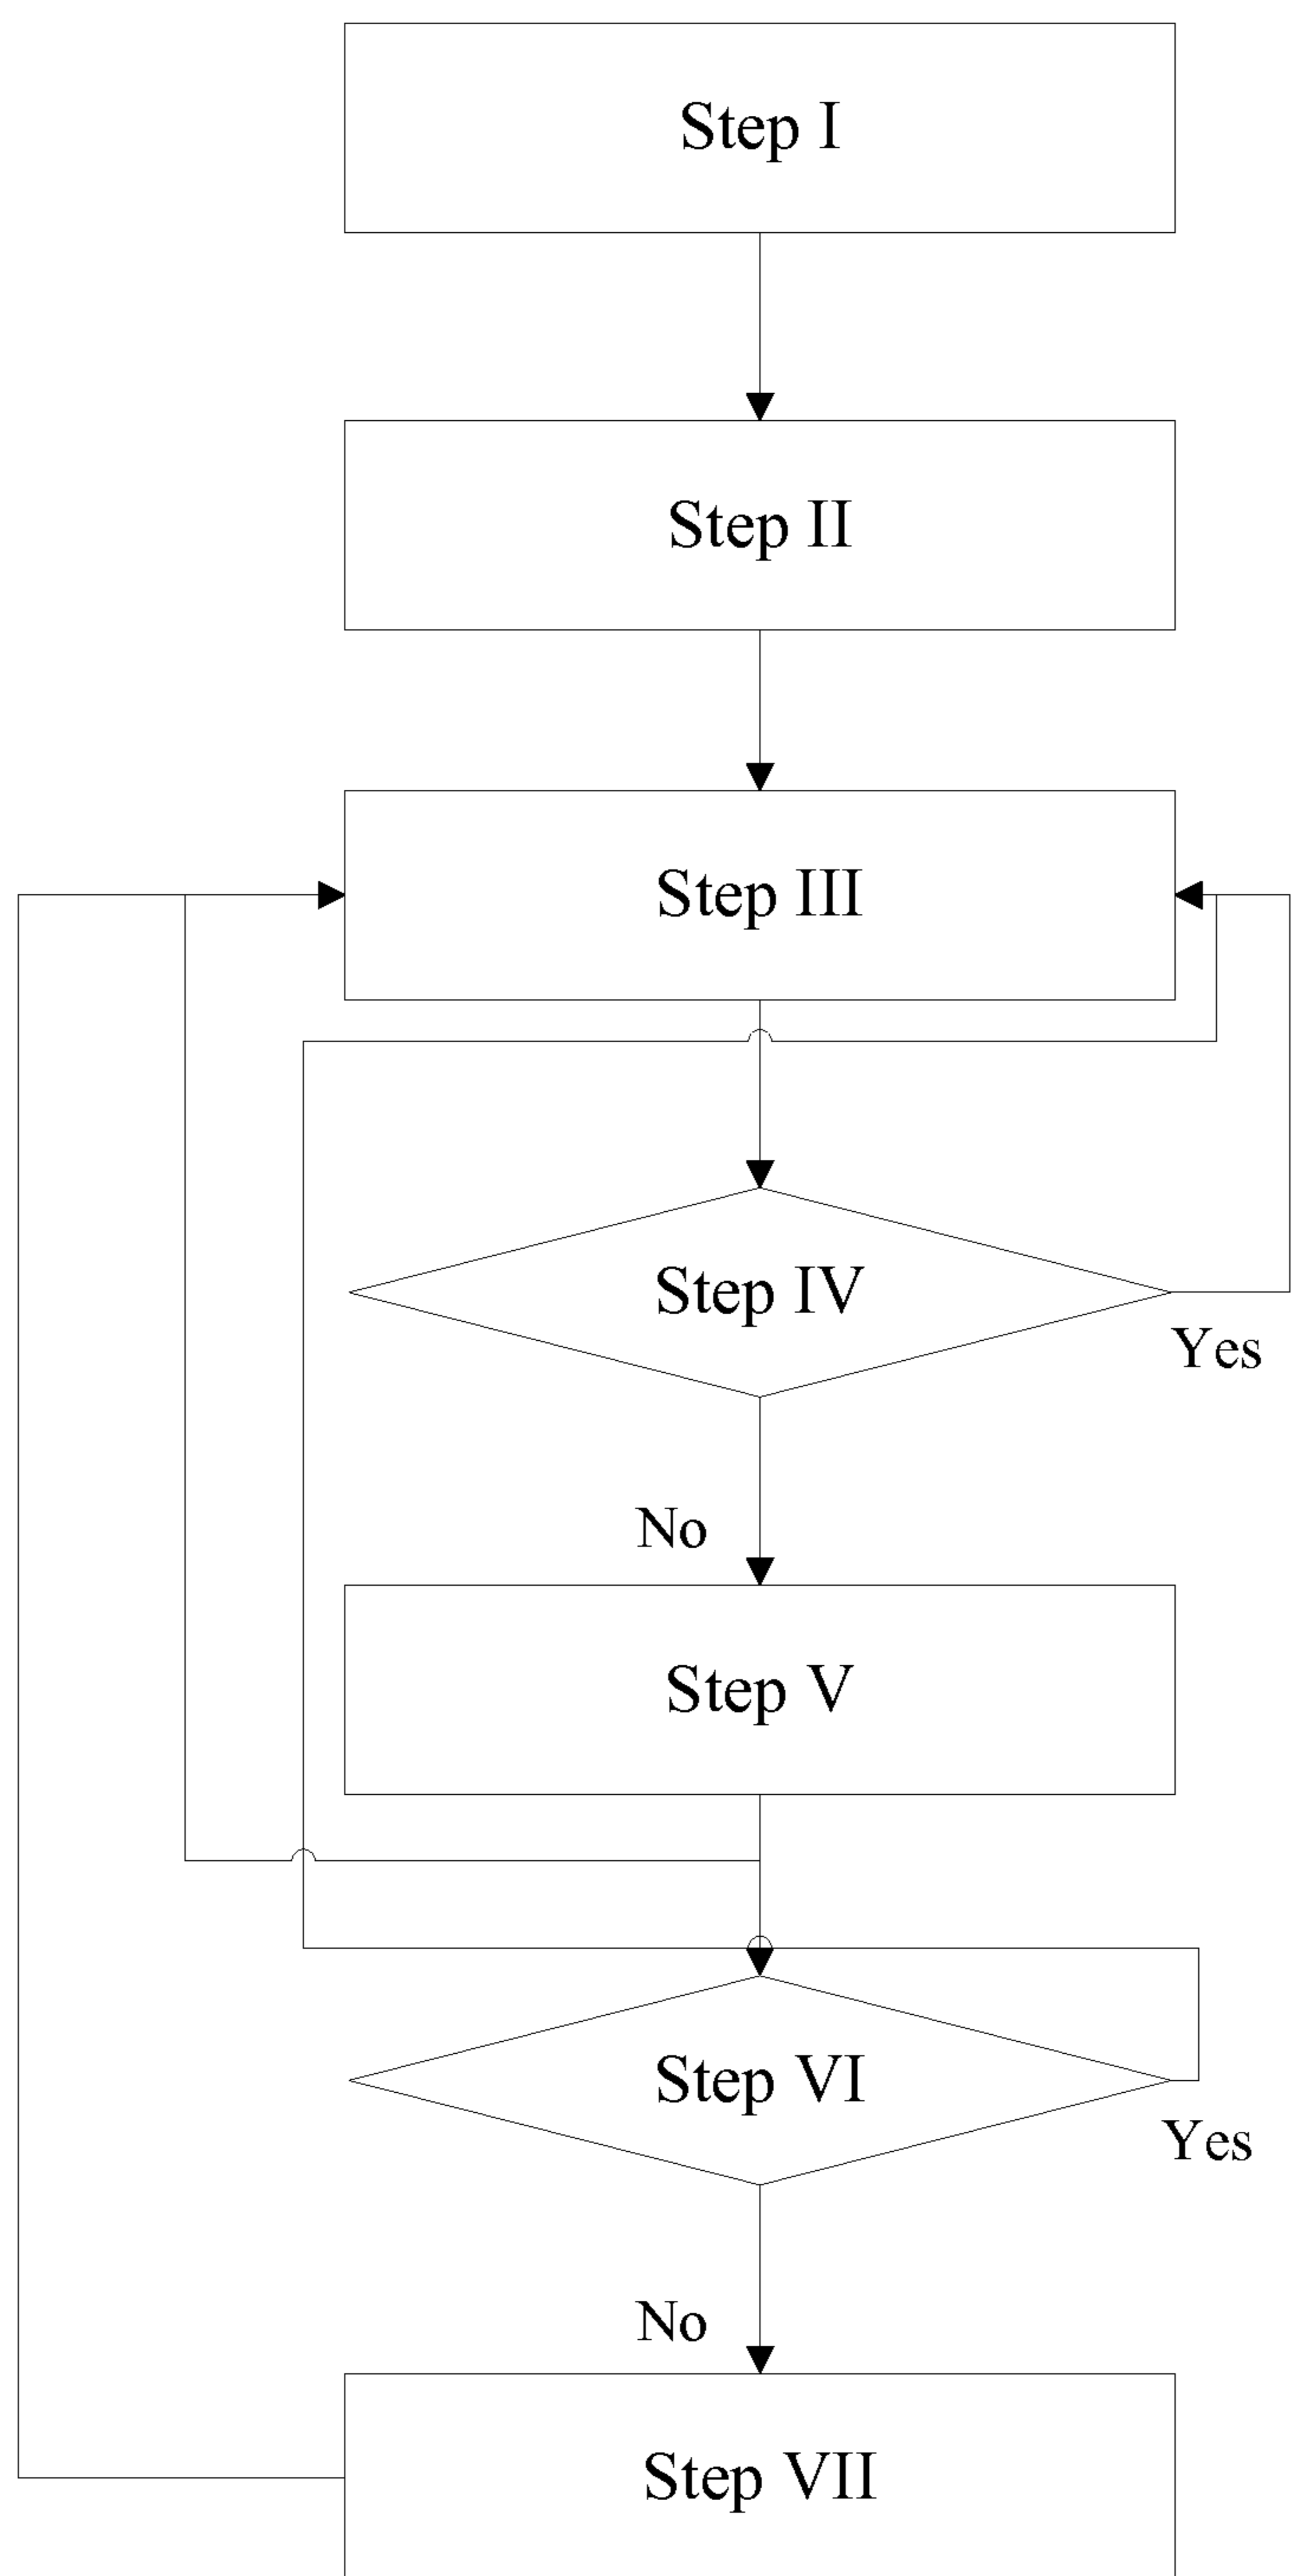 Step I
Step II
Step III
Step IV
Yes
No
Step V
Step VI
Yes
No
Step VII